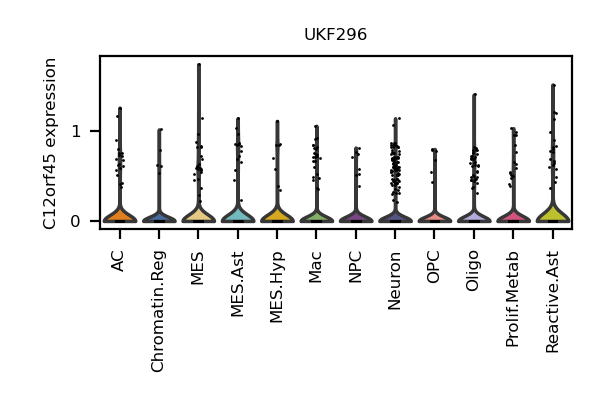 UKF296
C12orf45 expression
1
0
AC
Chromatin.Reg
MES
MES.Ast
MES.Hyp
Mac
NPC
Neuron
OPC
Oligo
Prolif.Metab
Reactive.Ast